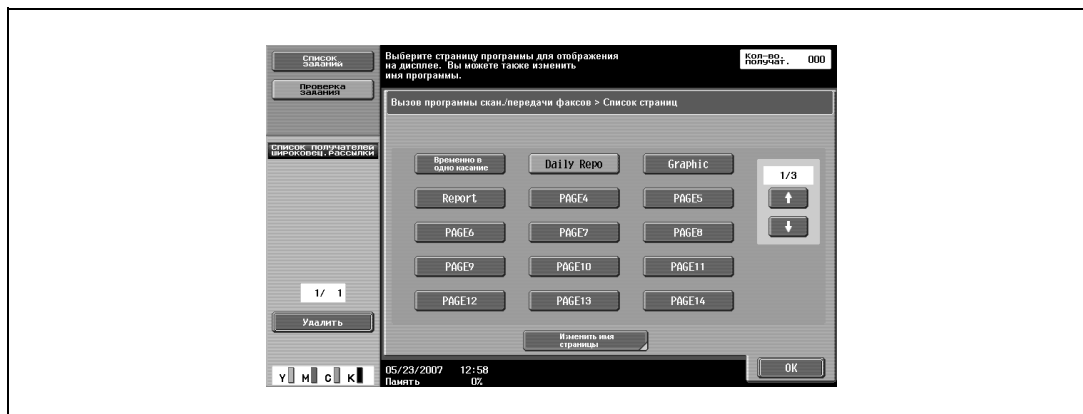 Список
заданий
Проверка
задания
Список получателей
широковещ.рассылки
1/ 1
Удалить
Y M C K
Выберите страницу программы для отображения
на дисплее. Вы можете также изменить
имя программы.
Кол-во.
получат. 000
Вызов программы скан./передачи факсов > Список страниц
Временно в
одно касание
Daily Repo
Graphic
Report
PAGE4
PAGE5
PAGE6
PAGE7
PAGE8
PAGE9
PAGE10
PAGE11
PAGE12
PAGE13
PAGE14
1/3
Изменить имя
страницы
05/23/2007 12:58
Память 0%
OK